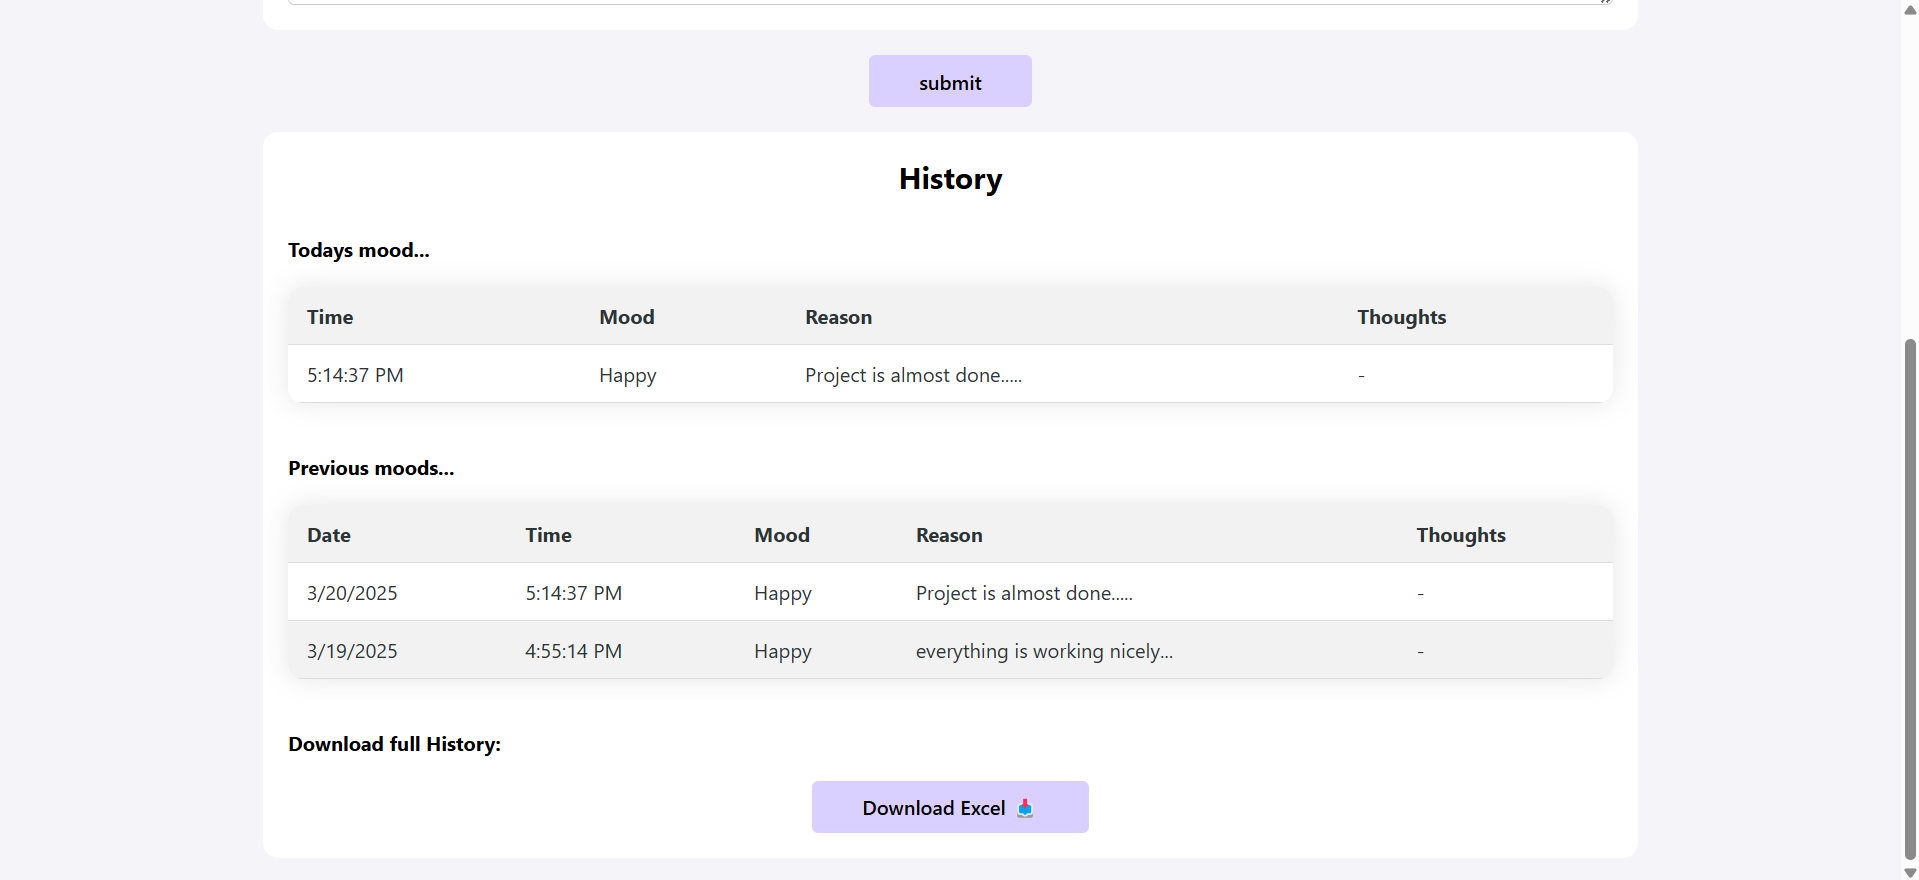 submit
History
Todays mood...
Time Mood Reason Thoughts
5:14:37 PM Happy Project is almost done..... -
Previous moods...
Date Time Mood Reason Thoughts
3/20/2025 5:14:37 PM Happy Project is almost done..... -
3/19/2025 4:55:14 PM Happy everything is working nicely... -
Download full History:
Download Excel 📥